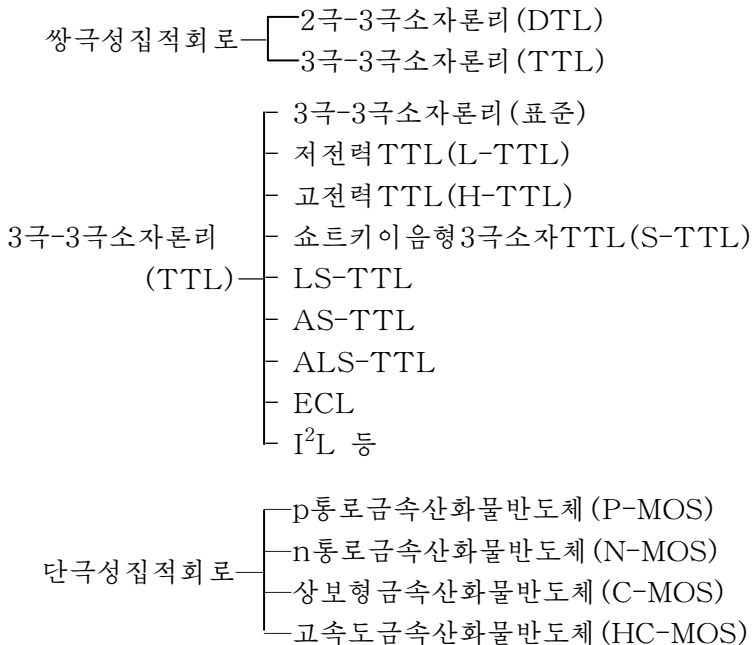 2극-3극소자론리(DTL)
쌍극성집적회로
3극-3극소자론리(TTL)
3극-3극소자론리(표준)
저전력TTL(L-TTL)
고전력TTL(H-TTL)
3극-3극소자론리
쇼트키이음형3극소자TTL(S-TTL)
(TTL)
LS-TTL
AS-TTL
ALS-TTL
ECL
I²L 등
p통로금속산화물반도체(P-MOS)
n통로금속산화물반도체(N-MOS)
단극성집적회로
상보형금속산화물반도체(C-MOS)
고속도금속산화물반도체(HC-MOS)